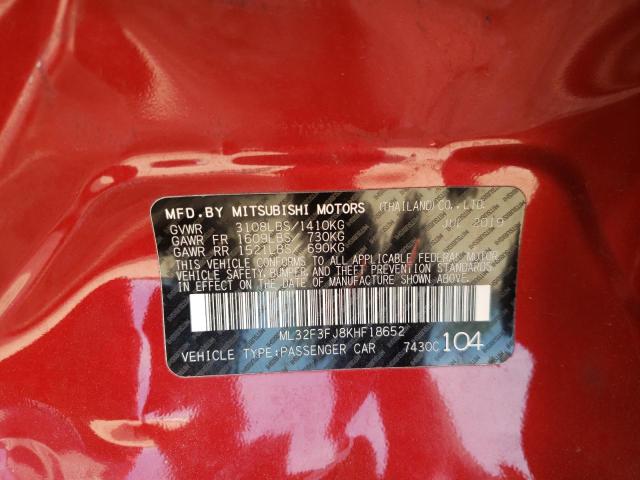 MFD.BY MITSUBISHI MOTORS (THAILAND)CO.,LTD.
GVWR 3108LBS/1410KG JUL 2019
GAWR FR 1609LBS/ 730KG
GAWR RR 1521LBS/ 690KG
THIS VEHICLE CONFORMS TO ALL APPLICABLE FEDERAL MOTOR
VEHICLE SAFETY,BUMPER,AND THEFT PREVENTION STANDARDS
IN EFFECT ON THE DATE OF MANUFACTURE SHOWN ABOVE.
ML32F3FJ8KHF18652
VEHICLE TYPE:PASSENGER CAR 7430C 104